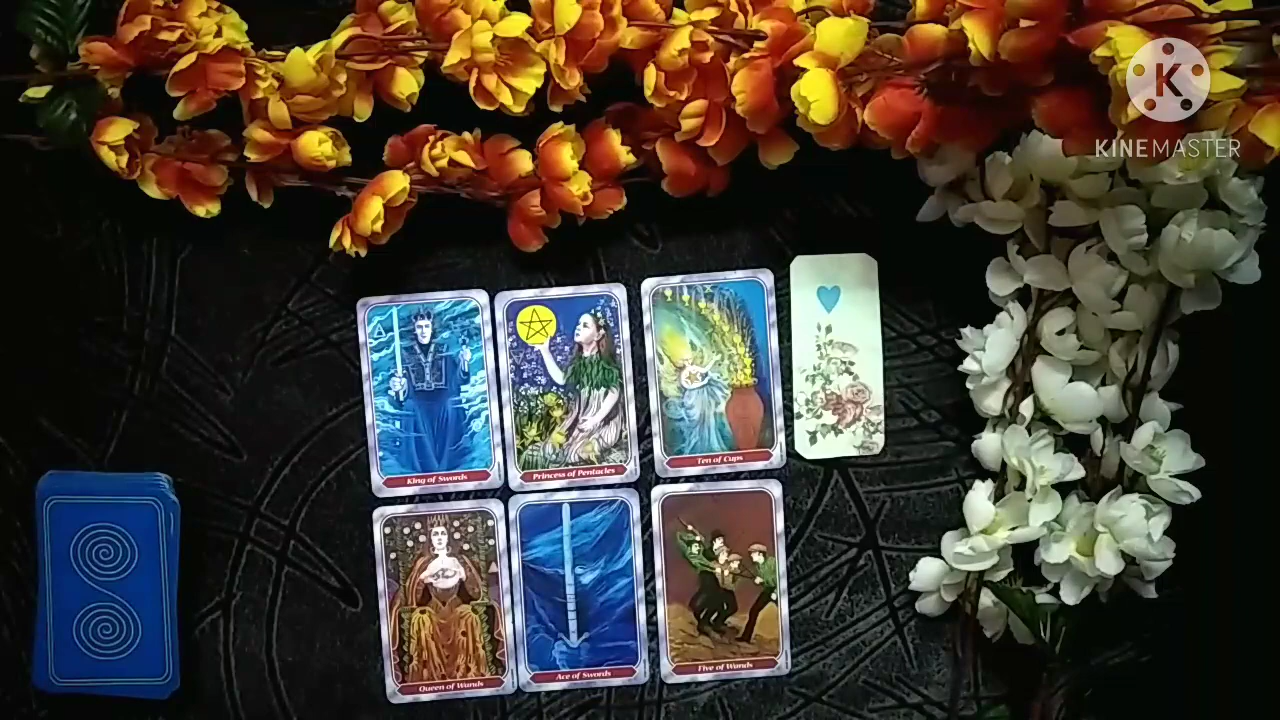 K
KINEMASTER
King of Swords
Princess of Pentacles
Ten of Cups
Queen of Wands
Ace of Swords
Five of Wands